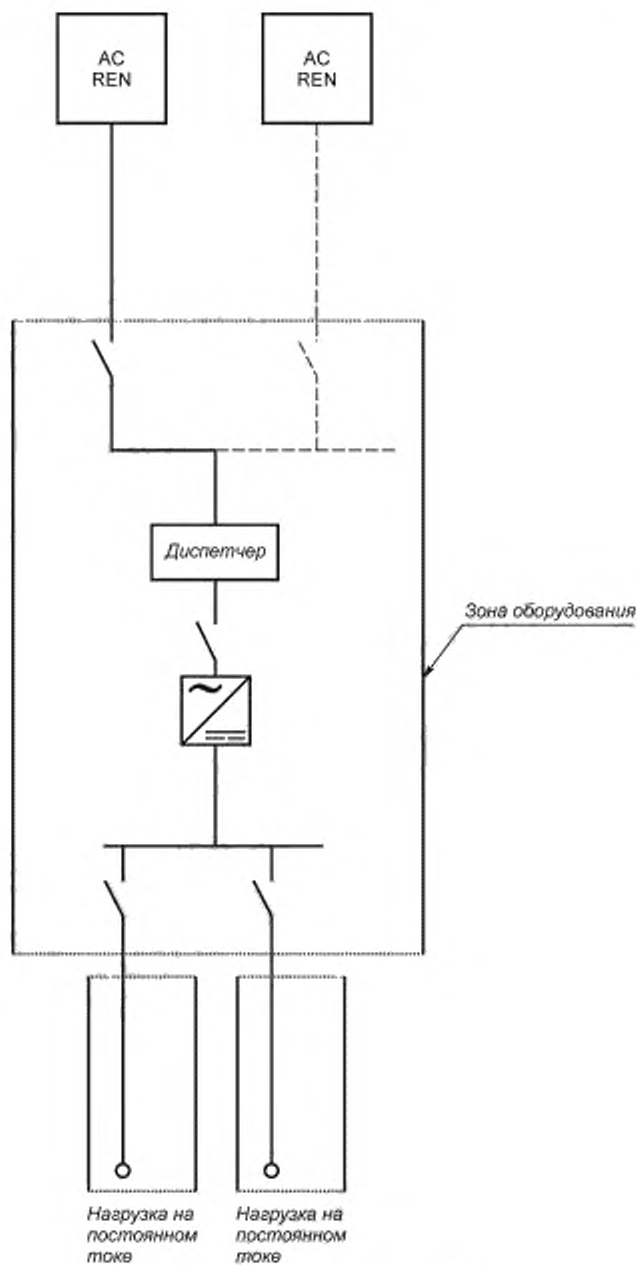 AC
REN
AC
REN
Диспетчер
Зона оборудования
Нагрузка на
постоянном
токе
Нагрузка на
постоянном
токе